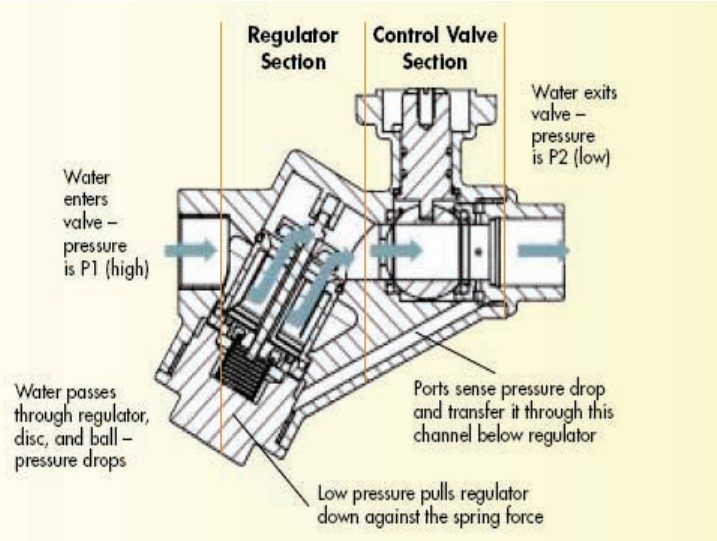 Regulator
Section
Control Valve
Section
Water exits
valve –
pressure
is P2 (low)
Water
enters
valve –
pressure
is P1 (high)
Water passes
through regulator,
disc, and ball –
pressure drops
Ports sense pressure drop
and transfer it through this
channel below regulator
Low pressure pulls regulator
down against the spring force